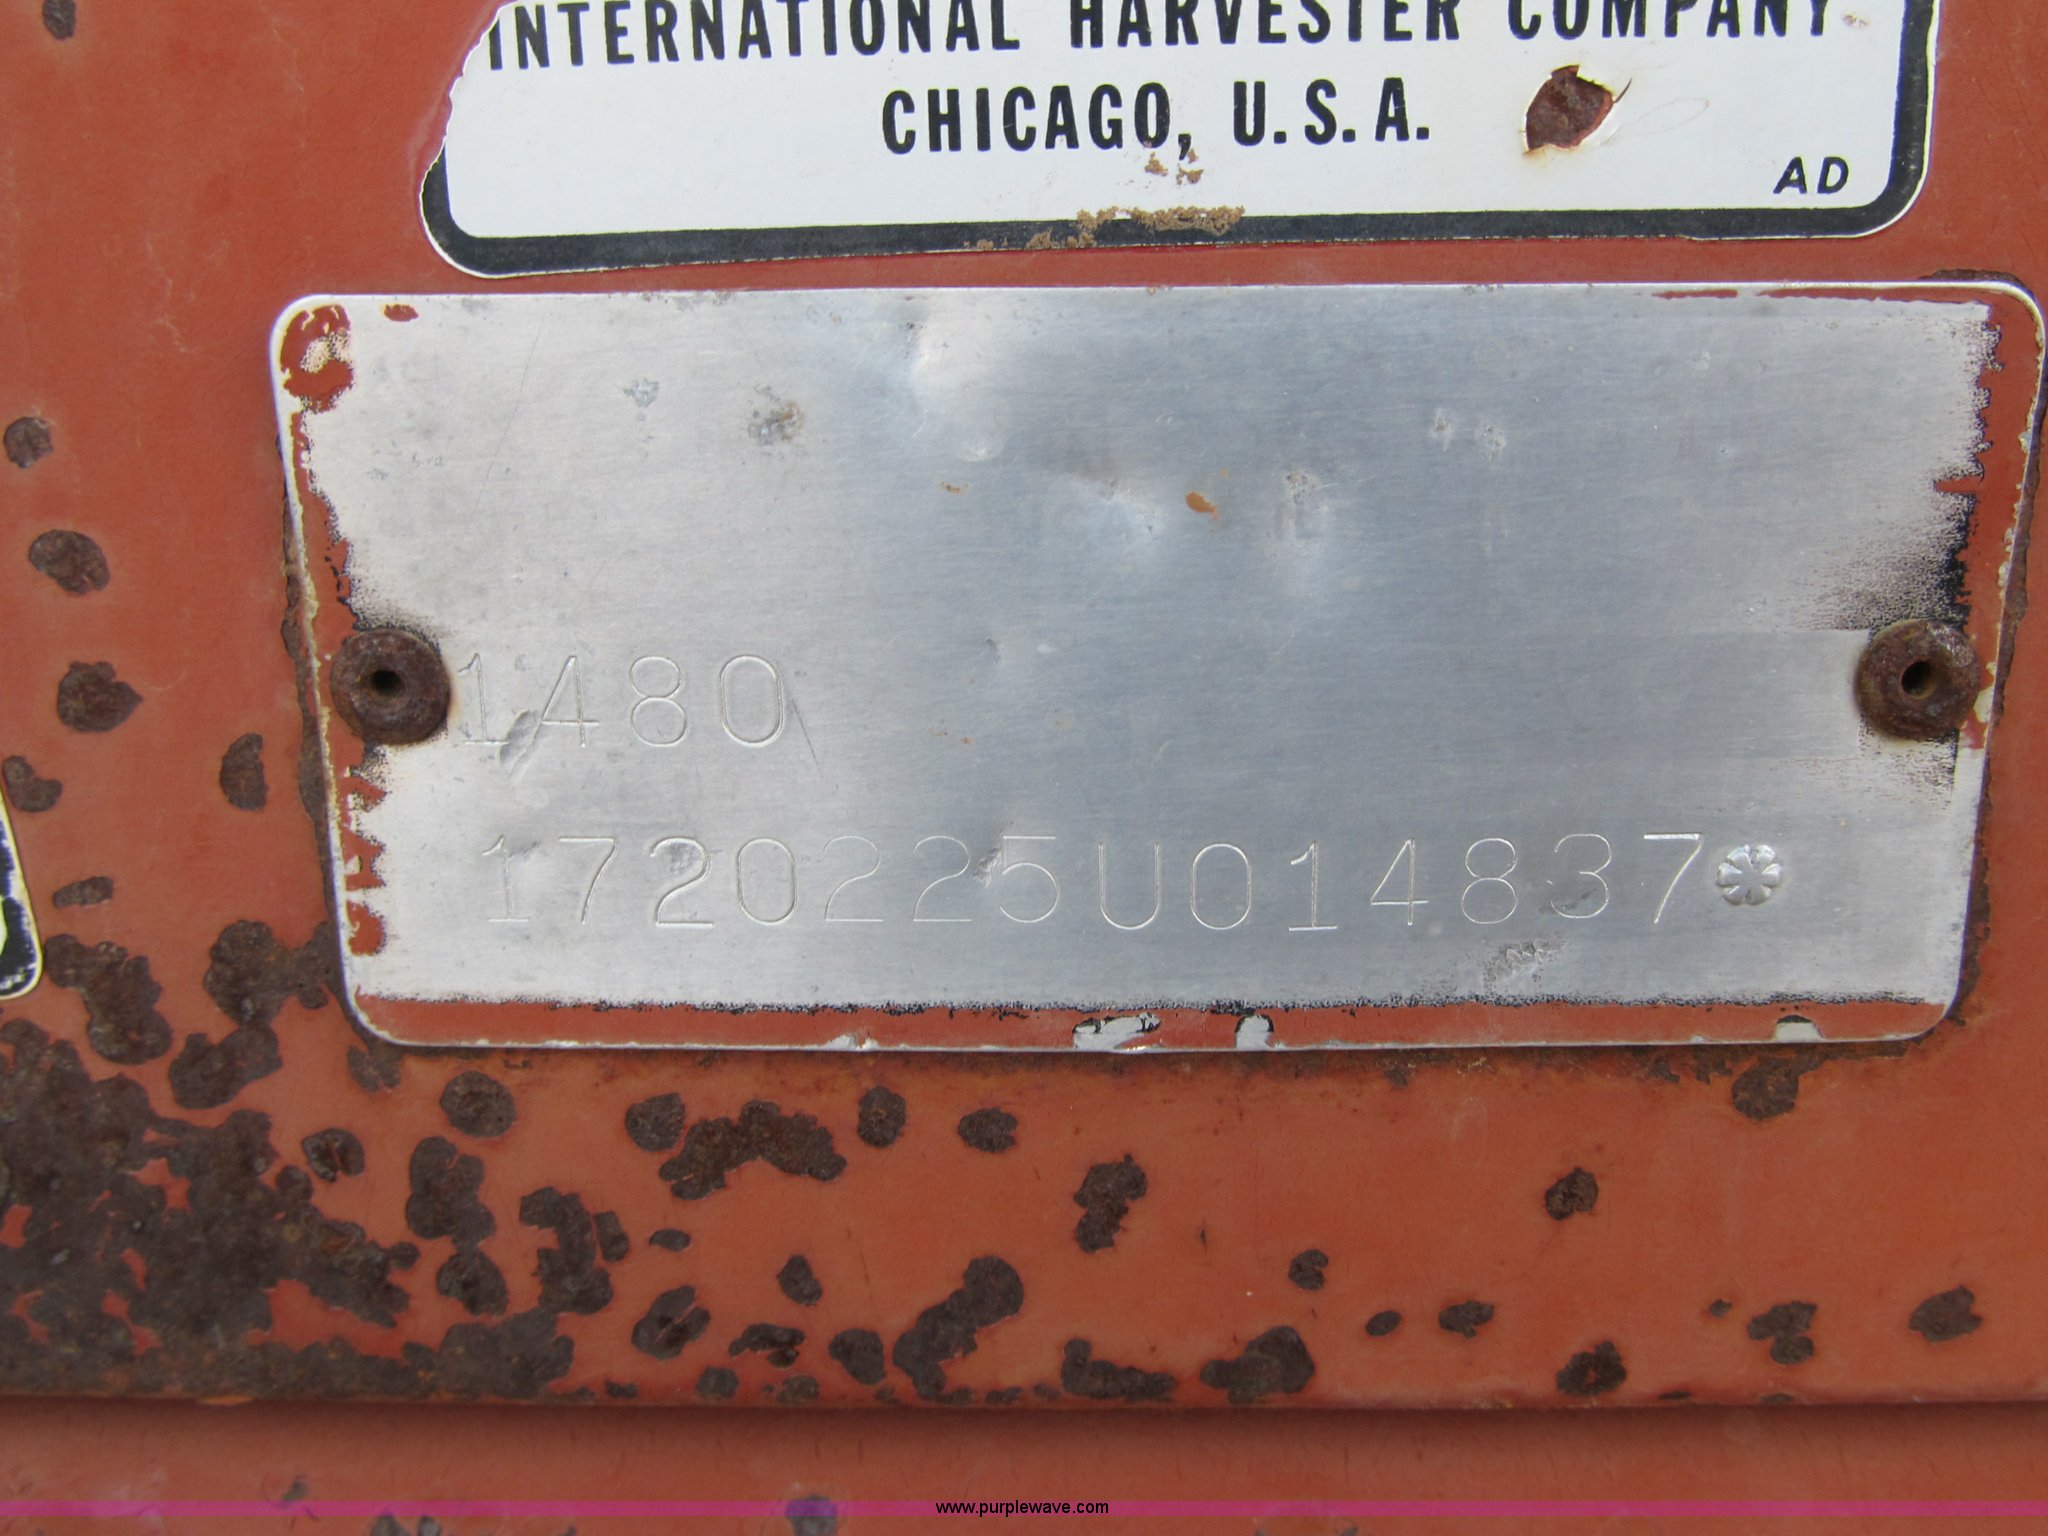 INTERNATIONAL HARVESTER COMPANY
CHICAGO, U.S.A.
AD
1480
1720225U014837*
www.purplewave.com